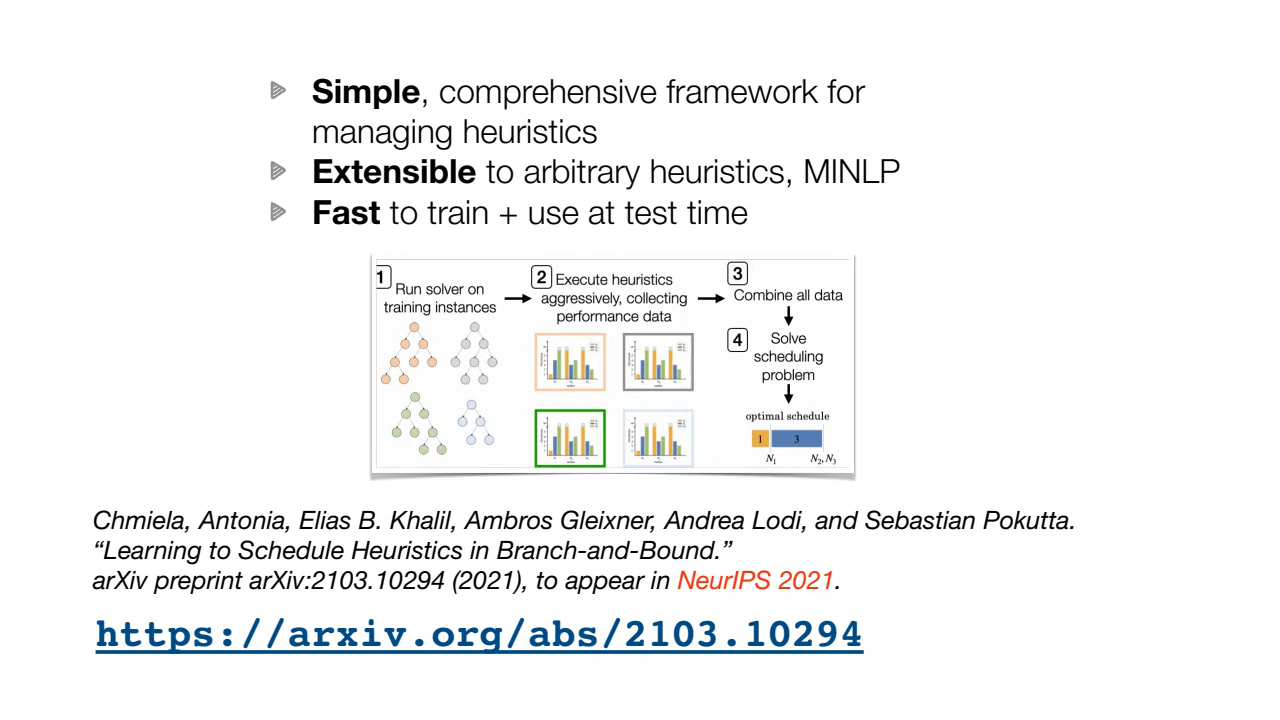 Simple, comprehensive framework for
managing heuristics
Extensible to arbitrary heuristics, MINLP
Fast to train + use at test time
1
Run solver on
training instances
2
Execute heuristics
aggressively, collecting
performance data
3
Combine all data
4
Solve
scheduling
problem
optimal schedule
1 3
N1 N2, N3
Chmiela, Antonia, Elias B. Khalil, Ambros Gleixner, Andrea Lodi, and Sebastian Pokutta.
“Learning to Schedule Heuristics in Branch-and-Bound.”
arXiv preprint arXiv:2103.10294 (2021), to appear in NeurIPS 2021.
https://arxiv.org/abs/2103.10294